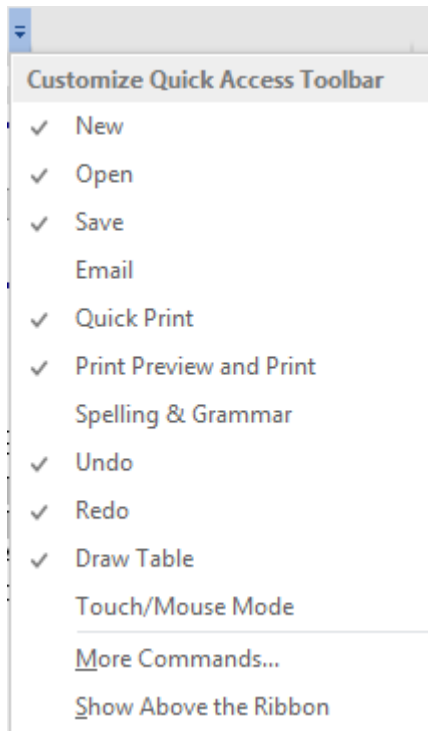 Customize Quick Access Toolbar
New
Open
Save
Email
Quick Print
Print Preview and Print
Spelling & Grammar
Undo
Redo
Draw Table
Touch/Mouse Mode
More Commands...
Show Above the Ribbon